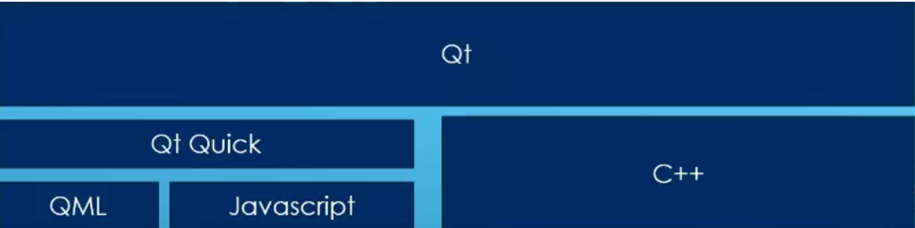 Qt
Qt Quick
C++
QML
Javascript